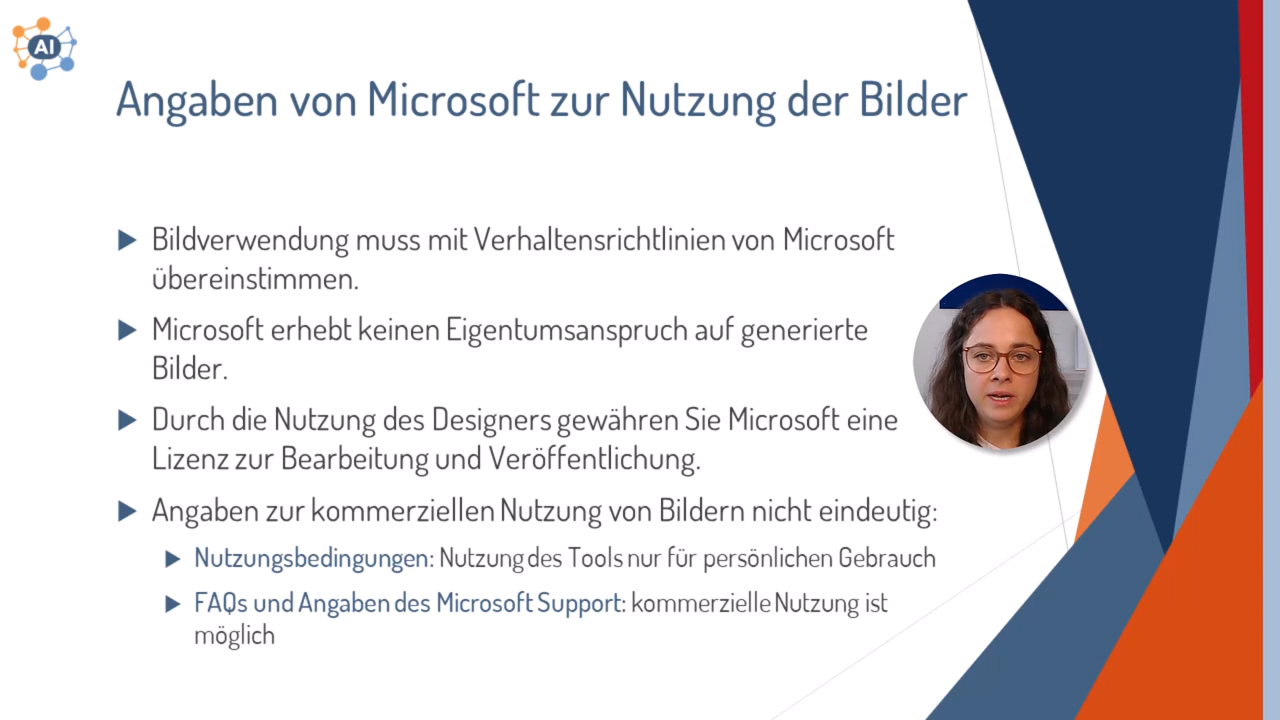 AI
Angaben von Microsoft zur Nutzung der Bilder
Bildverwendung muss mit Verhaltensrichtlinien von Microsoft
übereinstimmen.
Microsoft erhebt keinen Eigentumsanspruch auf generierte
Bilder.
Durch die Nutzung des Designers gewähren Sie Microsoft eine
Lizenz zur Bearbeitung und Veröffentlichung.
Angaben zur kommerziellen Nutzung von Bildern nicht eindeutig:
Nutzungsbedingungen: Nutzung des Tools nur für persönlichen Gebrauch
FAQs und Angaben des Microsoft Support: kommerzielle Nutzung ist
möglich